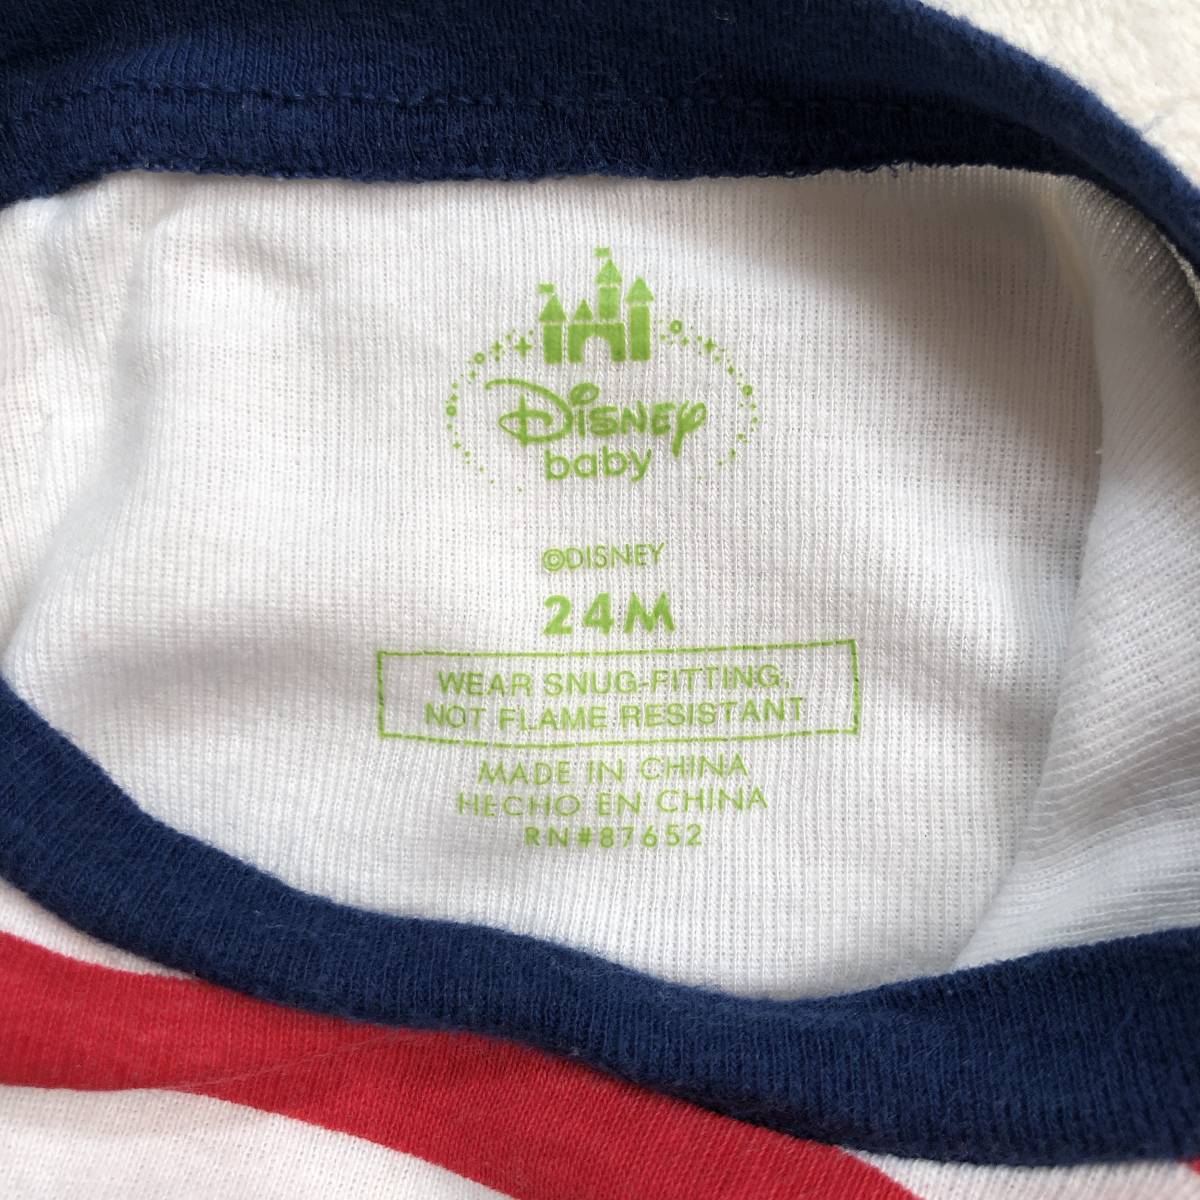 DISNEY
baby
©DISNEY
24M
WEAR SNUG-FITTING,
NOT FLAME RESISTANT
MADE IN CHINA
HECHO EN CHINA
RN#87652